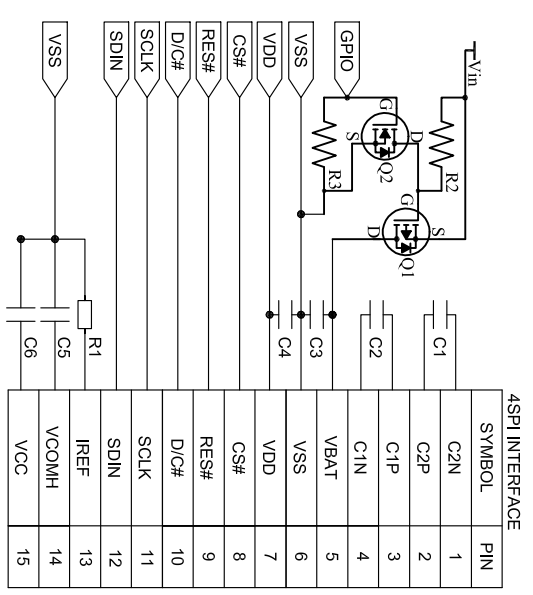 4SPI INTERFACE
SYMBOL PIN
C2N 1
C2P 2
C1P 3
C1N 4
VBAT 5
VSS 6
VDD 7
CS# 8
RES# 9
D/C# 10
SCLK 11
SDIN 12
IREF 13
VCOMH 14
VCC 15
Vin
R2
G
D
S
Q2
R3
G
S
D
Q1
C1
C2
C3
C4
GPIO
VSS
VDD
CS#
RES#
D/C#
SCLK
SDIN
VSS
R1
C5
C6